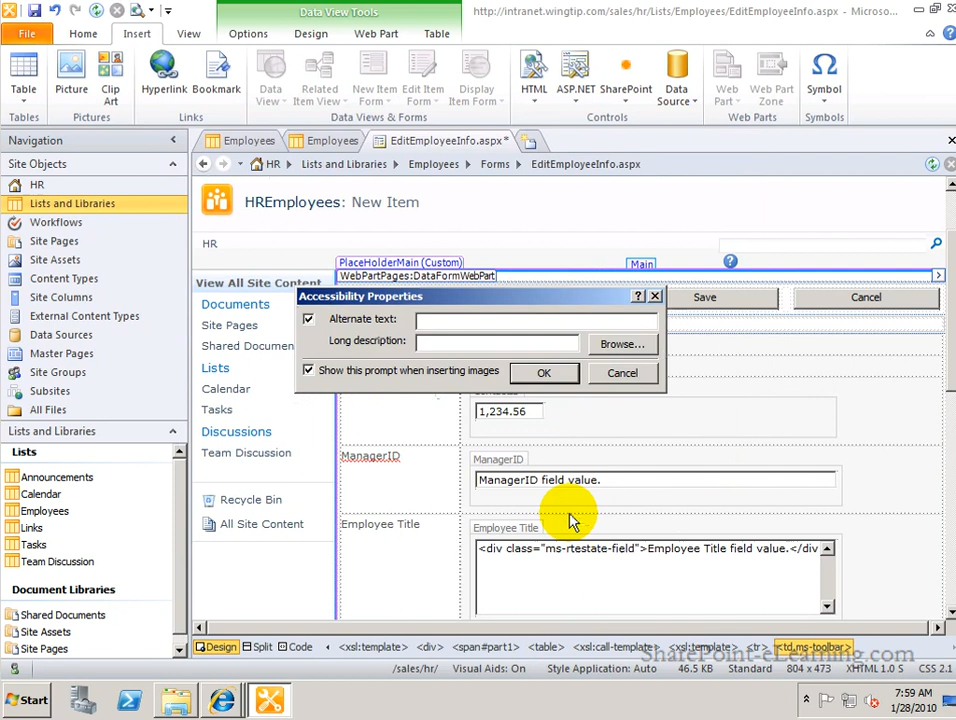 Data View Tools
http://intranet.wingtip.com/sales/hr/Lists/Employees/EditEmployeeInfo.aspx - Microso...
File Home Insert View Options Design Web Part Table
Table Picture Clip Art Hyperlink Bookmark Data View Related Item View New Item Form Edit Item Form Display Item Form HTML ASP.NET SharePoint Data Source Web Part Web Part Zone Symbol
Tables Pictures Links Data Views & Forms Controls Web Parts Symbols
Navigation
Employees Employees EditEmployeeInfo.aspx*
Site Objects
HR Lists and Libraries Employees Forms EditEmployeeInfo.aspx
HR
Lists and Libraries
Workflows
Site Pages
Site Assets
Content Types
Site Columns
External Content Types
Data Sources
Master Pages
Site Groups
Subsites
All Files
Lists and Libraries
Lists
Announcements
Calendar
Employees
Links
Tasks
Team Discussion
Document Libraries
Shared Documents
Site Assets
Site Pages
HREmployees: New Item
HR
PlaceHolderMain (Custom) Main
WebPartPages:DataFormWebPart
View All Site Content
Documents
Site Pages
Shared Documen
Lists
Calendar
Tasks
Discussions
Team Discussion
Recycle Bin
All Site Content
Save Cancel
Accessibility Properties
Alternate text:
Long description: Browse...
Show this prompt when inserting images OK Cancel
1,234.56
ManagerID ManagerID
ManagerID field value.
Employee Title Employee Title
<div class="ms-rtestate-field">Employee Title field value.</div
Design Split Code <xsl:template> <div> <span#part1> <table> <xsl:call-template> <xsl:template> <tr> <td.ms-toolbar>
SharePoint-eLearning.com
/sales/hr/ Visual Aids: On Style Application: Auto 46.5 KB 804 x 473 XHTML 1.0 S CSS 2.1
Start
7:59 AM
1/28/2010